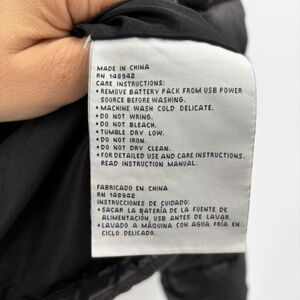 MADE IN CHINA
RN 148942
CARE INSTRUCTIONS:
• REMOVE BATTERY PACK FROM USB POWER
SOURCE BEFORE WASHING.
• MACHINE WASH COLD DELICATE.
• DO NOT WRING.
• DO NOT BLEACH.
• TUMBLE DRY LOW.
• DO NOT IRON.
• DO NOT DRY CLEAN.
• FOR DETAILED USE AND CARE INSTRUCTIONS,
READ INSTRUCTION MANUAL.
FABRICADO EN CHINA
RN 148942
INSTRUCCIONES DE CUIDADO:
• SACAR LA BATERÍA DE LA FUENTE DE
ALIMENTACIÓN USB ANTES DE LAVAR.
• LAVADO A MÁQUINA CON AGUA FRÍA EN
CICLO DELICADO.